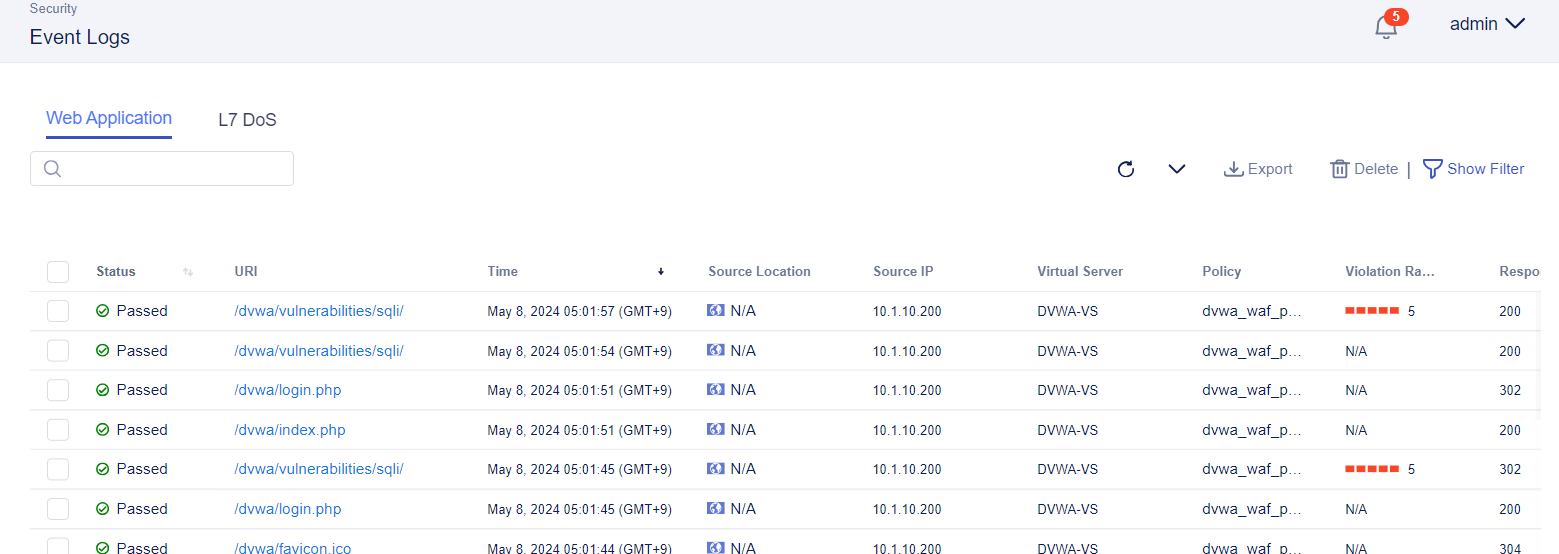 Security
Event Logs
5
admin
Web Application L7 DoS
Export Delete | Show Filter
Status URI Time Source Location Source IP Virtual Server Policy Violation Ra... Respo
Passed /dvwa/vulnerabilities/sqli/ May 8, 2024 05:01:57 (GMT+9) N/A 10.1.10.200 DVWA-VS dvwa_waf_p... 5 200
Passed /dvwa/vulnerabilities/sqli/ May 8, 2024 05:01:54 (GMT+9) N/A 10.1.10.200 DVWA-VS dvwa_waf_p... N/A 200
Passed /dvwa/login.php May 8, 2024 05:01:51 (GMT+9) N/A 10.1.10.200 DVWA-VS dvwa_waf_p... N/A 302
Passed /dvwa/index.php May 8, 2024 05:01:51 (GMT+9) N/A 10.1.10.200 DVWA-VS dvwa_waf_p... N/A 200
Passed /dvwa/vulnerabilities/sqli/ May 8, 2024 05:01:45 (GMT+9) N/A 10.1.10.200 DVWA-VS dvwa_waf_p... 5 302
Passed /dvwa/login.php May 8, 2024 05:01:45 (GMT+9) N/A 10.1.10.200 DVWA-VS dvwa_waf_p... N/A 200
Passed /dvwa/favicon.ico May 8, 2024 05:01:44 (GMT+9) N/A 10.1.10.200 DVWA-VS dvwa_waf_p... N/A 304